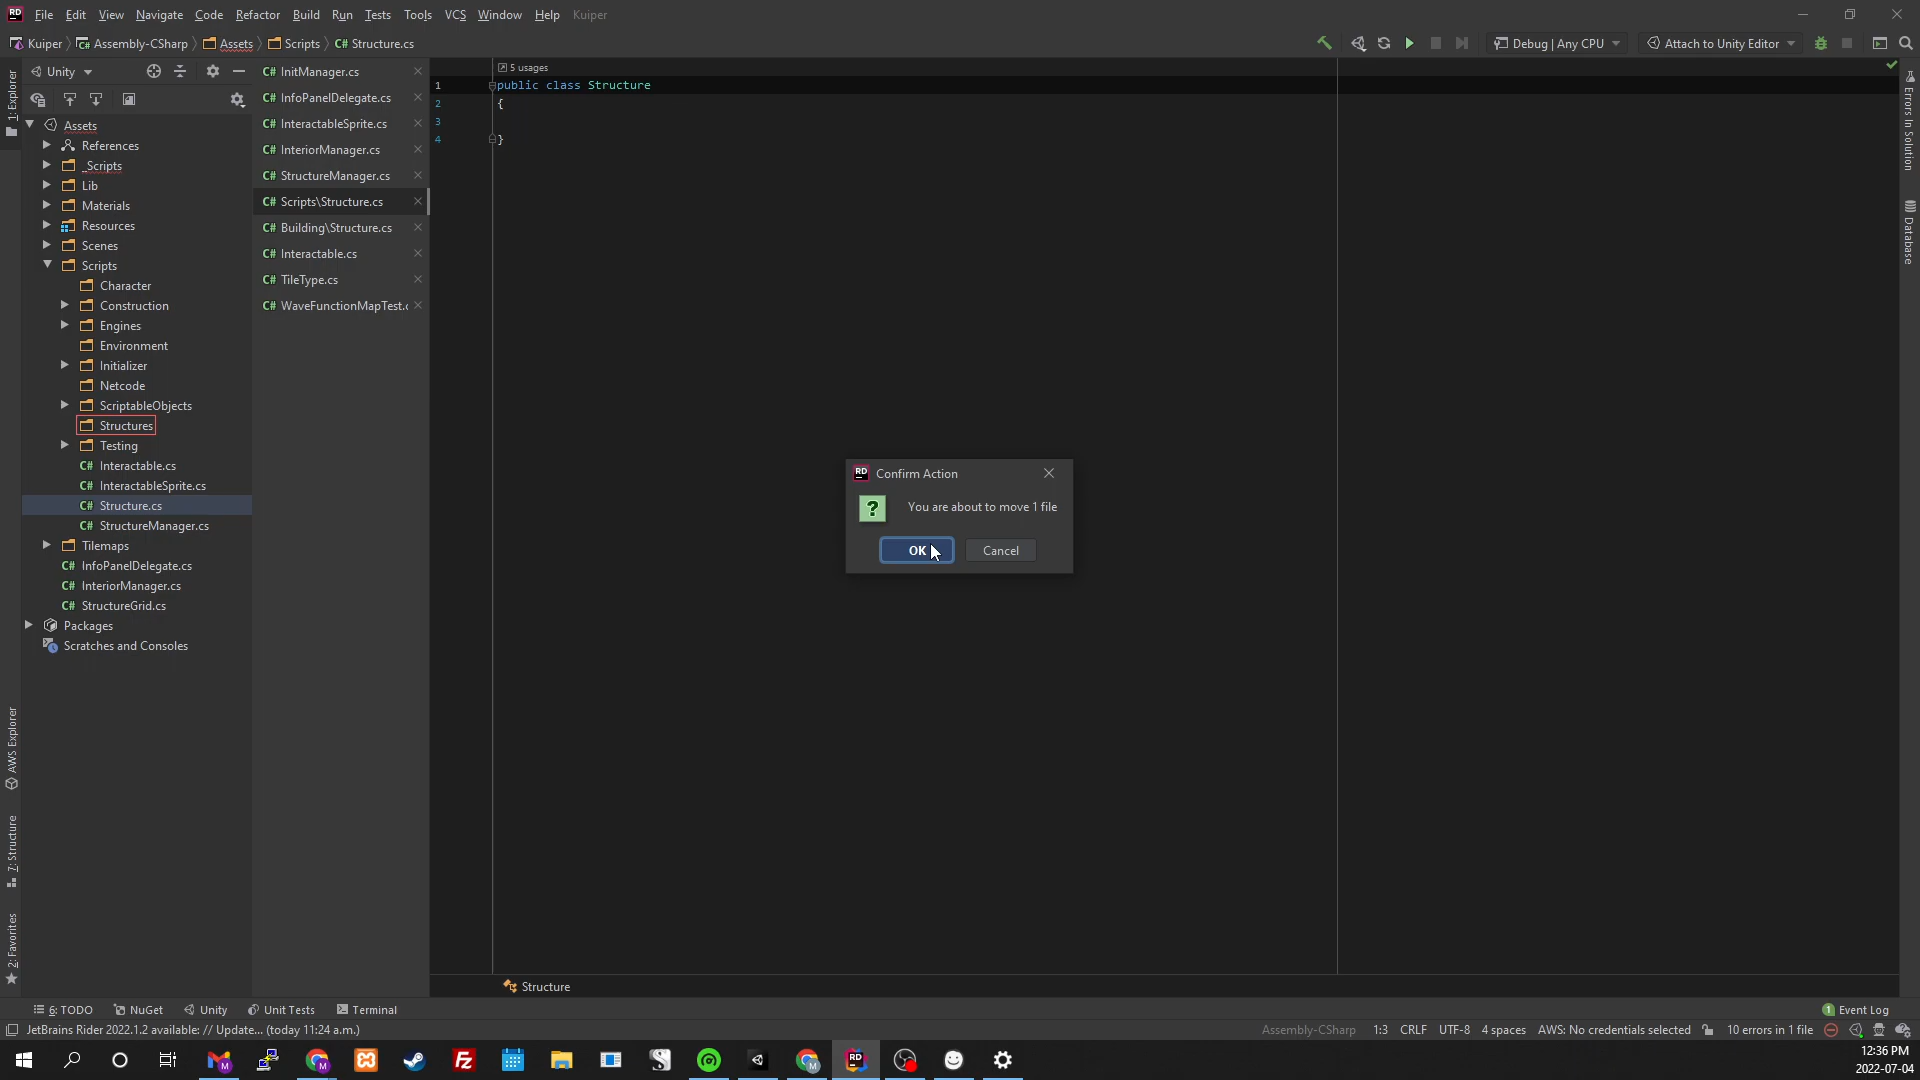 RD File Edit View Navigate Code Refactor Build Run Tests Tools VCS Window Help Kuiper
Kuiper Assembly-CSharp Assets Scripts C# Structure.cs
Debug | Any CPU Attach to Unity Editor
1: Explorer
Unity
Assets
References
_Scripts
Lib
Materials
Resources
Scenes
Scripts
Character
Construction
Engines
Environment
Initializer
Netcode
ScriptableObjects
Structures
Testing
C# Interactable.cs
C# InteractableSprite.cs
C# Structure.cs
C# StructureManager.cs
Tilemaps
C# InfoPanelDelegate.cs
C# InteriorManager.cs
C# StructureGrid.cs
Packages
Scratches and Consoles
AWS Explorer
7: Structure
2: Favorites
C# InitManager.cs
C# InfoPanelDelegate.cs
C# InteractableSprite.cs
C# InteriorManager.cs
C# StructureManager.cs
C# Scripts\Structure.cs
C# Building\Structure.cs
C# Interactable.cs
C# TileType.cs
C# WaveFunctionMapTest.c
5 usages
1 public class Structure
2 {
3
4 }
RD Confirm Action
? You are about to move 1 file
OK Cancel
Errors In Solution
Database
Structure
6: TODO NuGet Unity Unit Tests Terminal
1 Event Log
JetBrains Rider 2022.1.2 available: // Update... (today 11:24 a.m.)
Assembly-CSharp 1:3 CRLF UTF-8 4 spaces AWS: No credentials selected 10 errors in 1 file
12:36 PM
2022-07-04